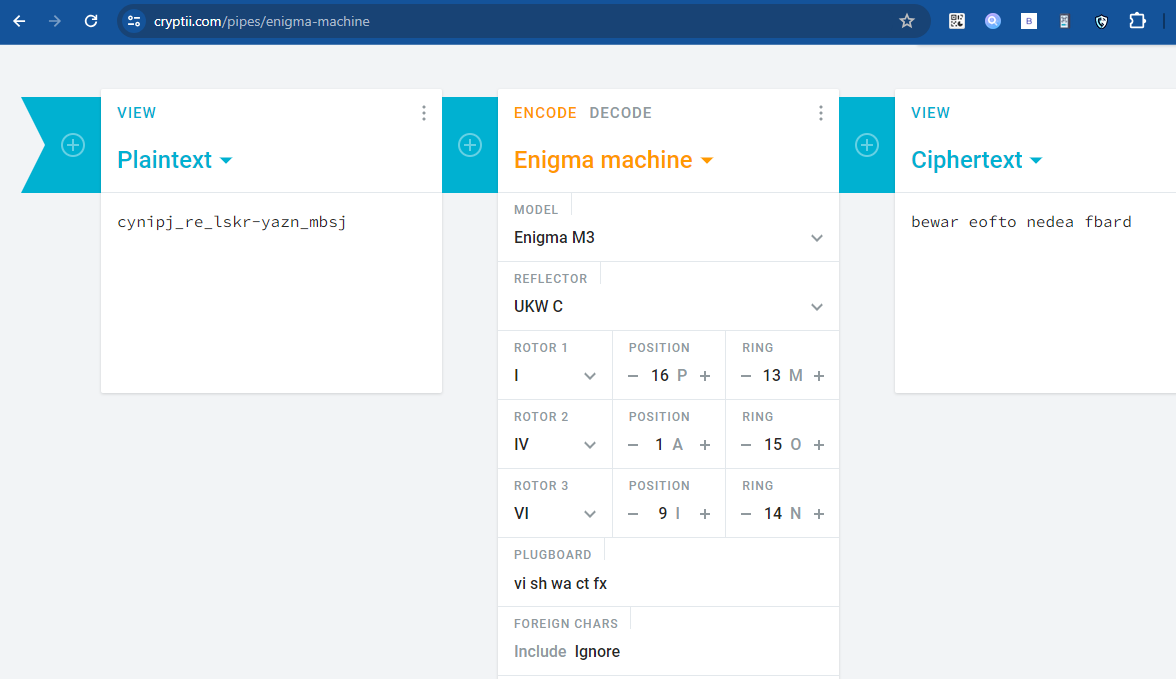 cryptii.com/pipes/enigma-machine
B
VIEW
Plaintext
cynipj_re_lskr-yazn_mbsj
ENCODE DECODE
Enigma machine
MODEL
Enigma M3
REFLECTOR
UKW C
ROTOR 1 POSITION RING
I − 16 P + − 13 M +
ROTOR 2 POSITION RING
IV − 1 A + − 15 O +
ROTOR 3 POSITION RING
VI − 9 I + − 14 N +
PLUGBOARD
vi sh wa ct fx
FOREIGN CHARS
Include Ignore
VIEW
Ciphertext
bewar eofto nedea fbard